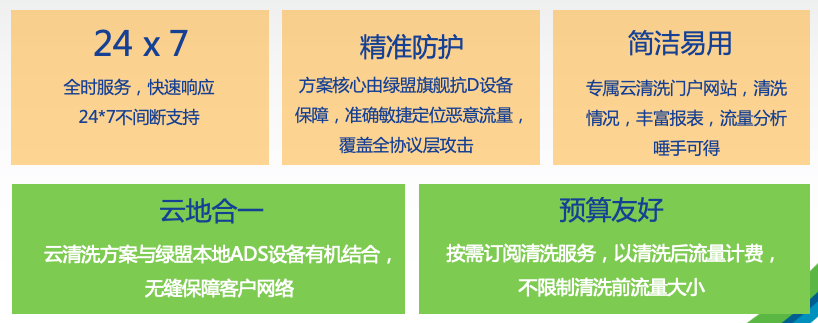 24 x 7
全时服务，快速响应
24*7不间断支持
精准防护
方案核心由绿盟旗舰抗D设备
保障，准确敏捷定位恶意流量，
覆盖全协议层攻击
简洁易用
专属云清洗门户网站，清洗
情况，丰富报表，流量分析
唾手可得
云地合一
云清洗方案与绿盟本地ADS设备有机结合，
无缝保障客户网络
预算友好
按需订阅清洗服务，以清洗后流量计费，
不限制清洗前流量大小